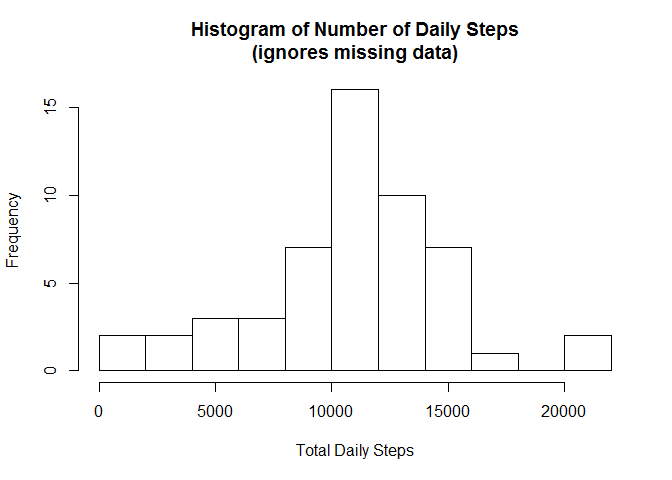 Histogram of Number of Daily Steps
(ignores missing data)
15
10
5
0
Frequency
0 5000 10000 15000 20000
Total Daily Steps